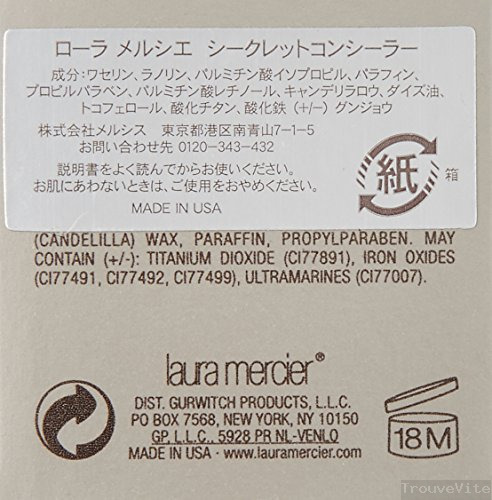 ローラ メルシエ シークレットコンシーラー
成分：ワセリン、ラノリン、パルミチン酸イソプロピル、パラフィン、
プロピルパラベン、パルミチン酸レチノール、キャンデリラロウ、ダイズ油、
トコフェロール、酸化チタン、酸化鉄 (+/-) グンジョウ
株式会社メルシス 東京都港区南青山7-1-5
お問い合わせ先 0120-343-432
説明書をよく読んでからお使いください。
お肌にあわないときは、ご使用をおやめください。
MADE IN USA
紙
箱
(CANDELILLA) WAX, PARAFFIN, PROPYLPARABEN. MAY
CONTAIN (+/-): TITANIUM DIOXIDE (CI77891), IRON OXIDES
(CI77491, CI77492, CI77499), ULTRAMARINES (CI77007).
laura mercier®
DIST. GURWITCH PRODUCTS, L.L.C.
PO BOX 7568, NEW YORK, NY 10150
GP, L.L.C., 5928 PR NL-VENLO
MADE IN USA - www.lauramercier.com
18M
TrouveVite